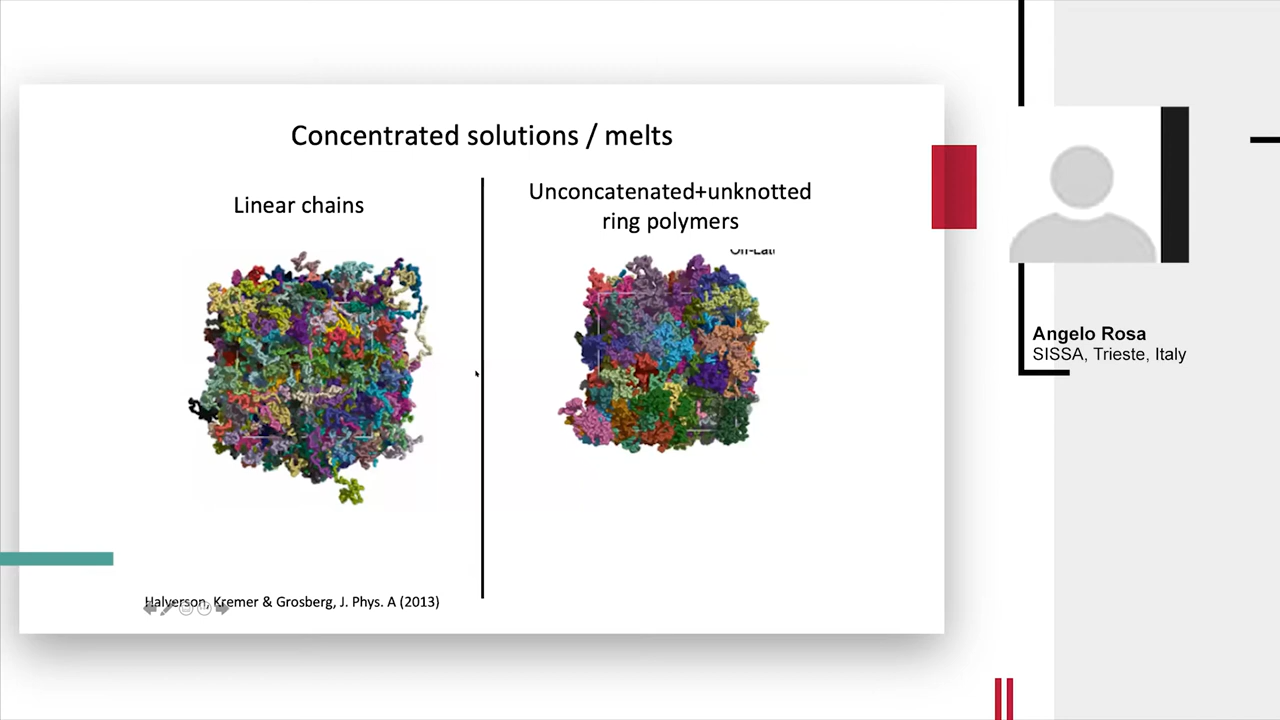 Concentrated solutions / melts
Linear chains
Unconcatenated+unknotted
ring polymers
Halverson, Kremer & Grosberg, J. Phys. A (2013)
Angelo Rosa
SISSA, Trieste, Italy